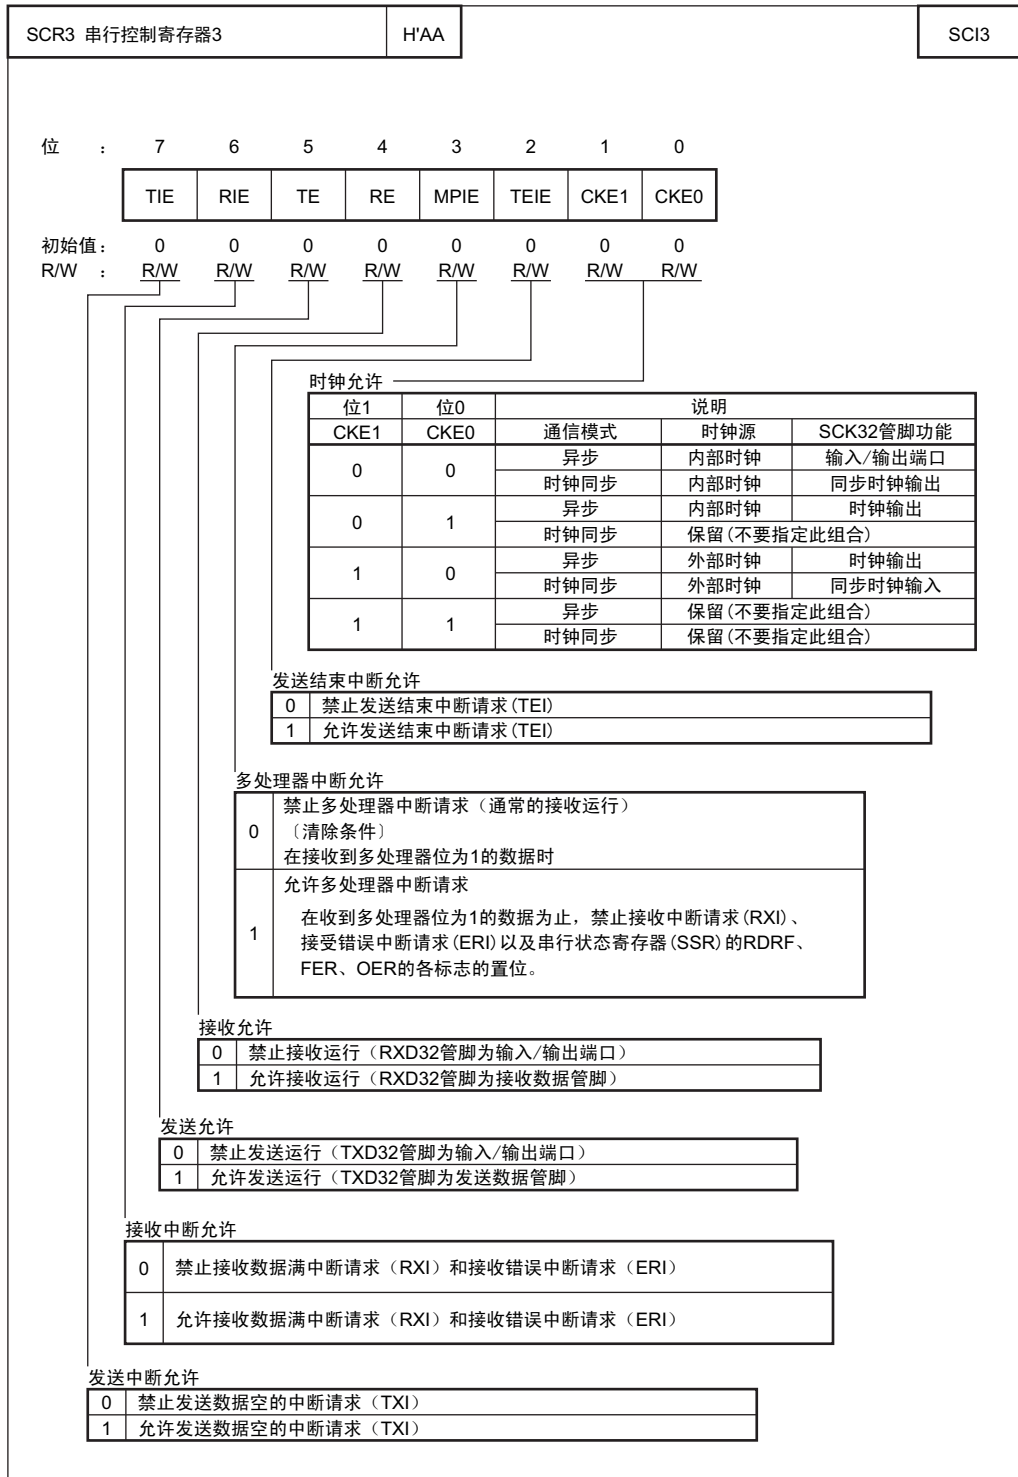 SCR3 串行控制寄存器3 H'AA SCI3
位 ： 7 6 5 4 3 2 1 0
TIE RIE TE RE MPIE TEIE CKE1 CKE0
初始值： 0 0 0 0 0 0 0 0
R/W ： R/W R/W R/W R/W R/W R/W R/W R/W
时钟允许
位1 位0 说明
CKE1 CKE0 通信模式 时钟源 SCK32管脚功能
0 0 异步 内部时钟 输入/输出端口
时钟同步 内部时钟 同步时钟输出
0 1 异步 内部时钟 时钟输出
时钟同步 保留(不要指定此组合)
1 0 异步 外部时钟 时钟输出
时钟同步 外部时钟 同步时钟输入
1 1 异步 保留(不要指定此组合)
时钟同步 保留(不要指定此组合)
发送结束中断允许
0 禁止发送结束中断请求(TEI)
1 允许发送结束中断请求(TEI)
多处理器中断允许
0 禁止多处理器中断请求（通常的接收运行）
〔清除条件〕
在接收到多处理器位为1的数据时
1 允许多处理器中断请求
在收到多处理器位为1的数据为止，禁止接收中断请求(RXI)、
接受错误中断请求(ERI)以及串行状态寄存器(SSR)的RDRF、
FER、OER的各标志的置位。
接收允许
0 禁止接收运行（RXD32管脚为输入/输出端口）
1 允许接收运行（RXD32管脚为接收数据管脚）
发送允许
0 禁止发送运行（TXD32管脚为输入/输出端口）
1 允许发送运行（TXD32管脚为发送数据管脚）
接收中断允许
0 禁止接收数据满中断请求（RXI）和接收错误中断请求（ERI）
1 允许接收数据满中断请求（RXI）和接收错误中断请求（ERI）
发送中断允许
0 禁止发送数据空的中断请求（TXI）
1 允许发送数据空的中断请求（TXI）